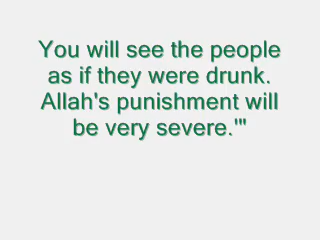 You will see the people
as if they were drunk.
Allah's punishment will
be very severe.'"